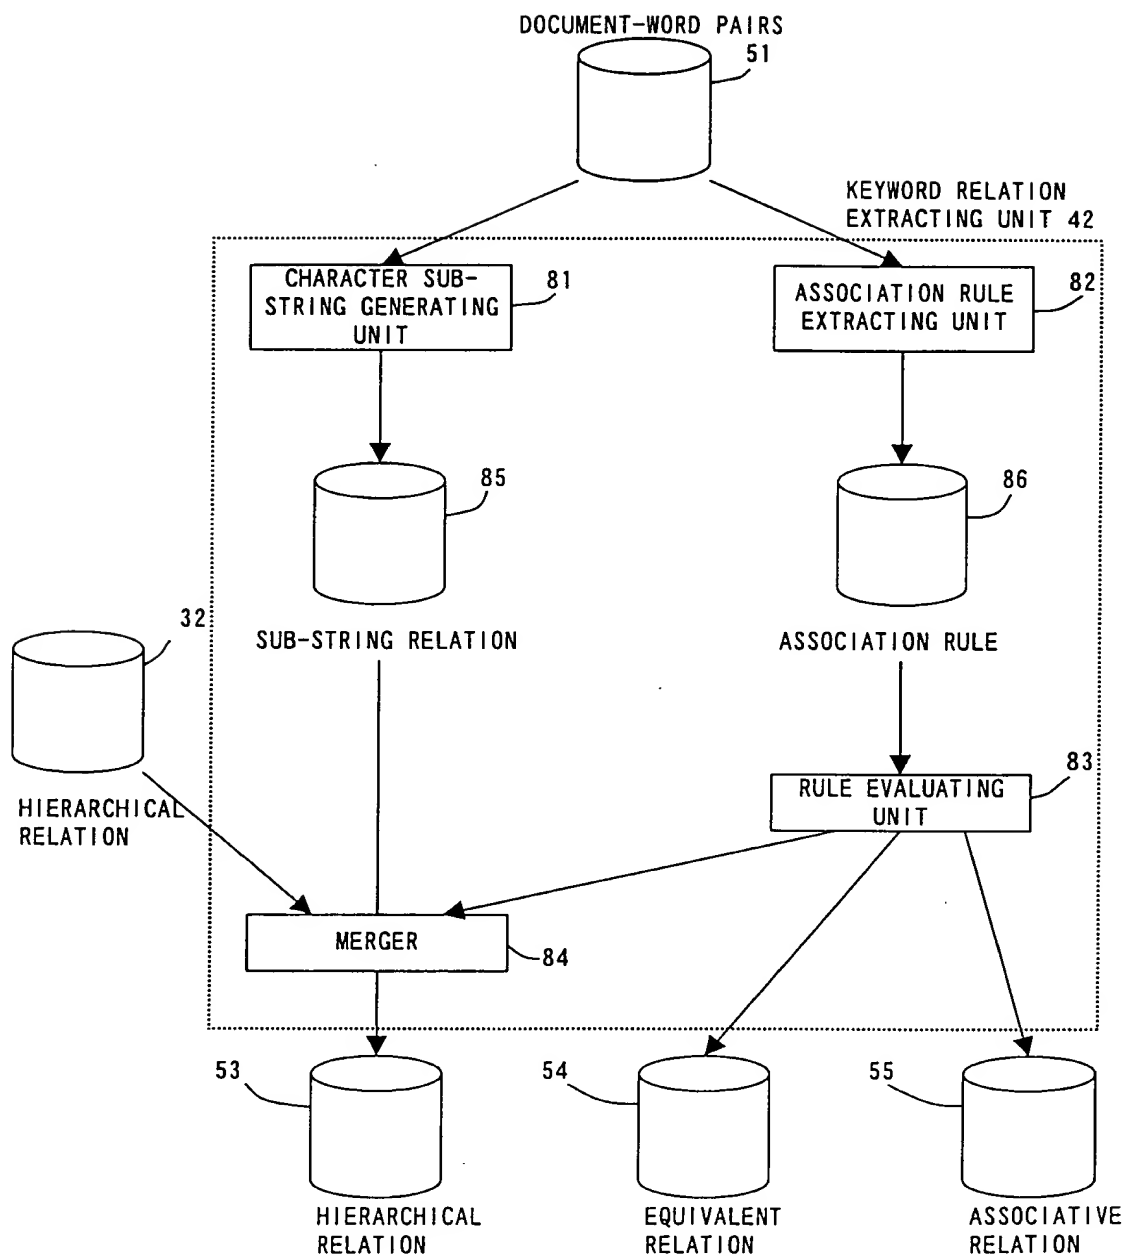 DOCUMENT-WORD PAIRS
51
KEYWORD RELATION
EXTRACTING UNIT 42
CHARACTER SUB-
STRING GENERATING
UNIT
81
ASSOCIATION RULE
EXTRACTING UNIT
82
85
86
32
SUB-STRING RELATION
ASSOCIATION RULE
HIERARCHICAL
RELATION
RULE EVALUATING
UNIT
83
MERGER
84
53
54
55
HIERARCHICAL
RELATION
EQUIVALENT
RELATION
ASSOCIATIVE
RELATION